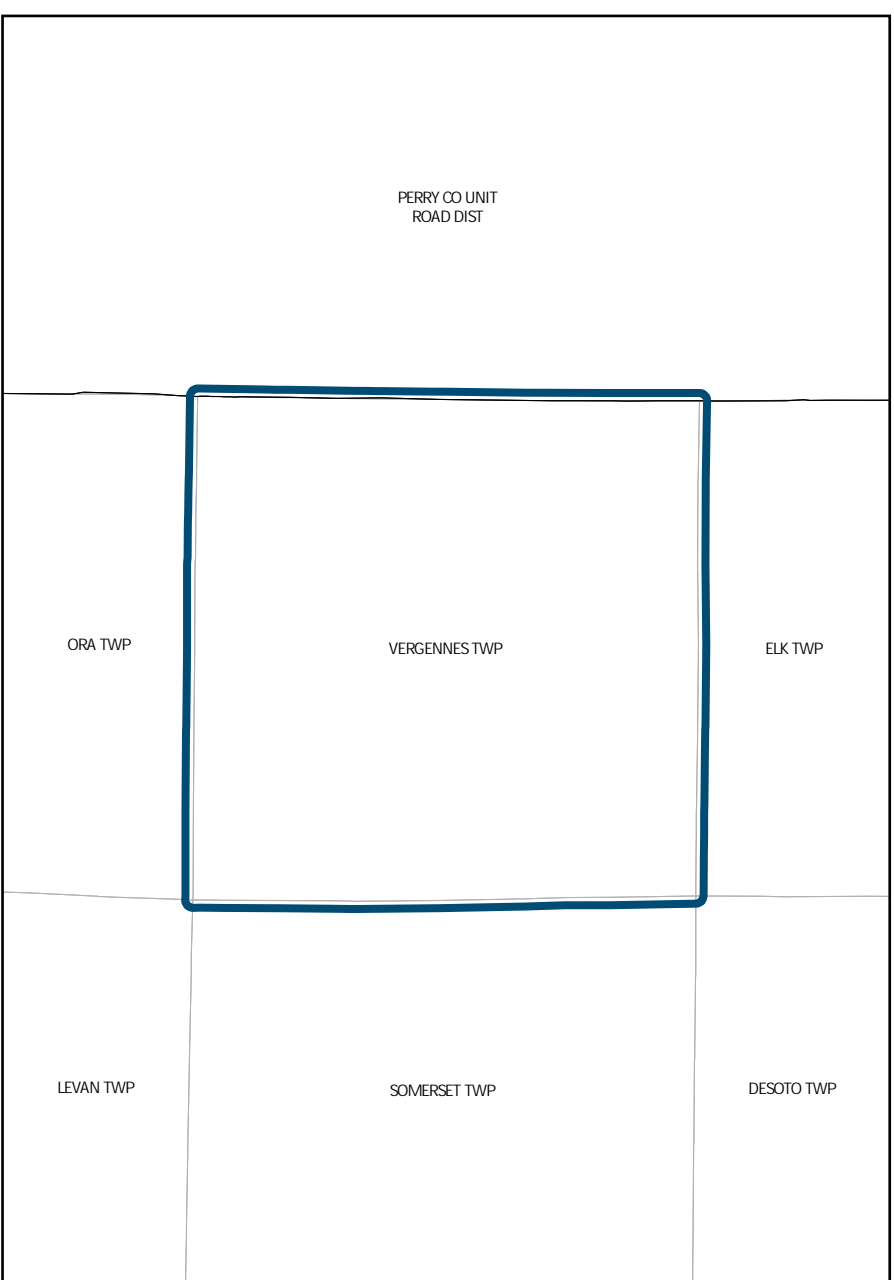 PERRY CO UNIT
ROAD DIST
ORA TWP
VERGENNES TWP
ELK TWP
LEVAN TWP
SOMERSET TWP
DESOTO TWP